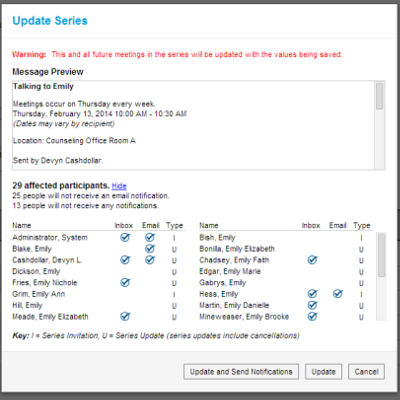 Update Series
Warning: This and all future meetings in the series will be updated with the values being saved.
Message Preview
Talking to Emily
Meetings occur on Thursday every week.
Thursday, February 13, 2014 10:00 AM - 10:30 AM
(Dates may vary by recipient)
Location: Counseling Office Room A
Sent by Devyn Cashdollar.
29 affected participants. Hide
25 people will not receive an email notification.
13 people will not receive any notifications.
Name Inbox Email Type Name Inbox Email Type
Administrator, System I Bish, Emily I
Blake, Emily U Bonilla, Emily Elizabeth U
Cashdollar, Devyn L. U Chadsey, Emily Faith U
Dickson, Emily U Edgar, Emily Marie U
Fries, Emily Nichole U Gabrys, Emily U
Grim, Emily Ann I Hess, Emily I
Hill, Emily U Martin, Emily Danielle U
Meade, Emily Elizabeth U Mineweaser, Emily Brooke U
Key: I = Series Invitation, U = Series Update (series updates include cancellations)
Update and Send Notifications Update Cancel